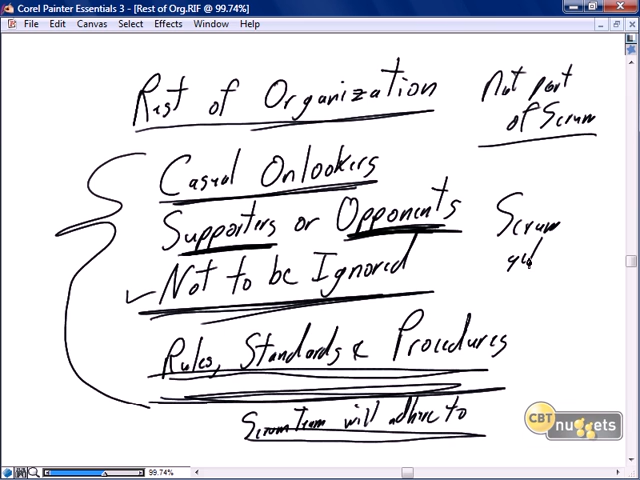 Corel Painter Essentials 3 - [Rest of Org.RIF @ 99.74%]
File Edit Canvas Select Effects Window Help
Rest of Organization
Not part
of Scrum
Casual Onlookers
Supporters or Opponents
Scrum
Not to be Ignored
Rules, Standards & Procedures
Scrum Team will adhere to
CBT
nuggets
99.74%